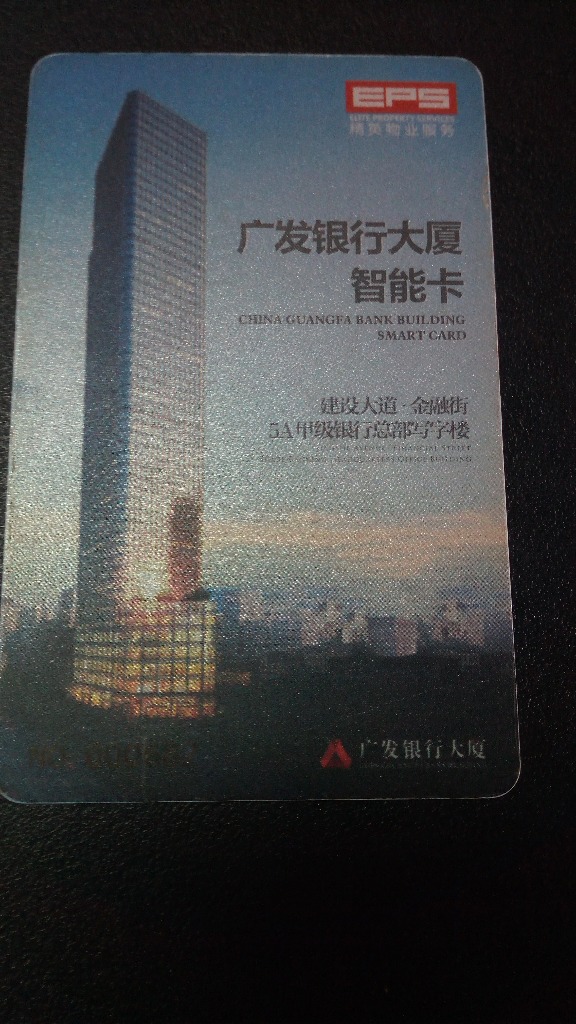 EPS
ELITE PROPERTY SERVICES
精英物业服务
广发银行大厦
智能卡
CHINA GUANGFA BANK BUILDING
SMART CARD
建设大道·金融街
5A甲级银行总部写字楼
广发银行大厦